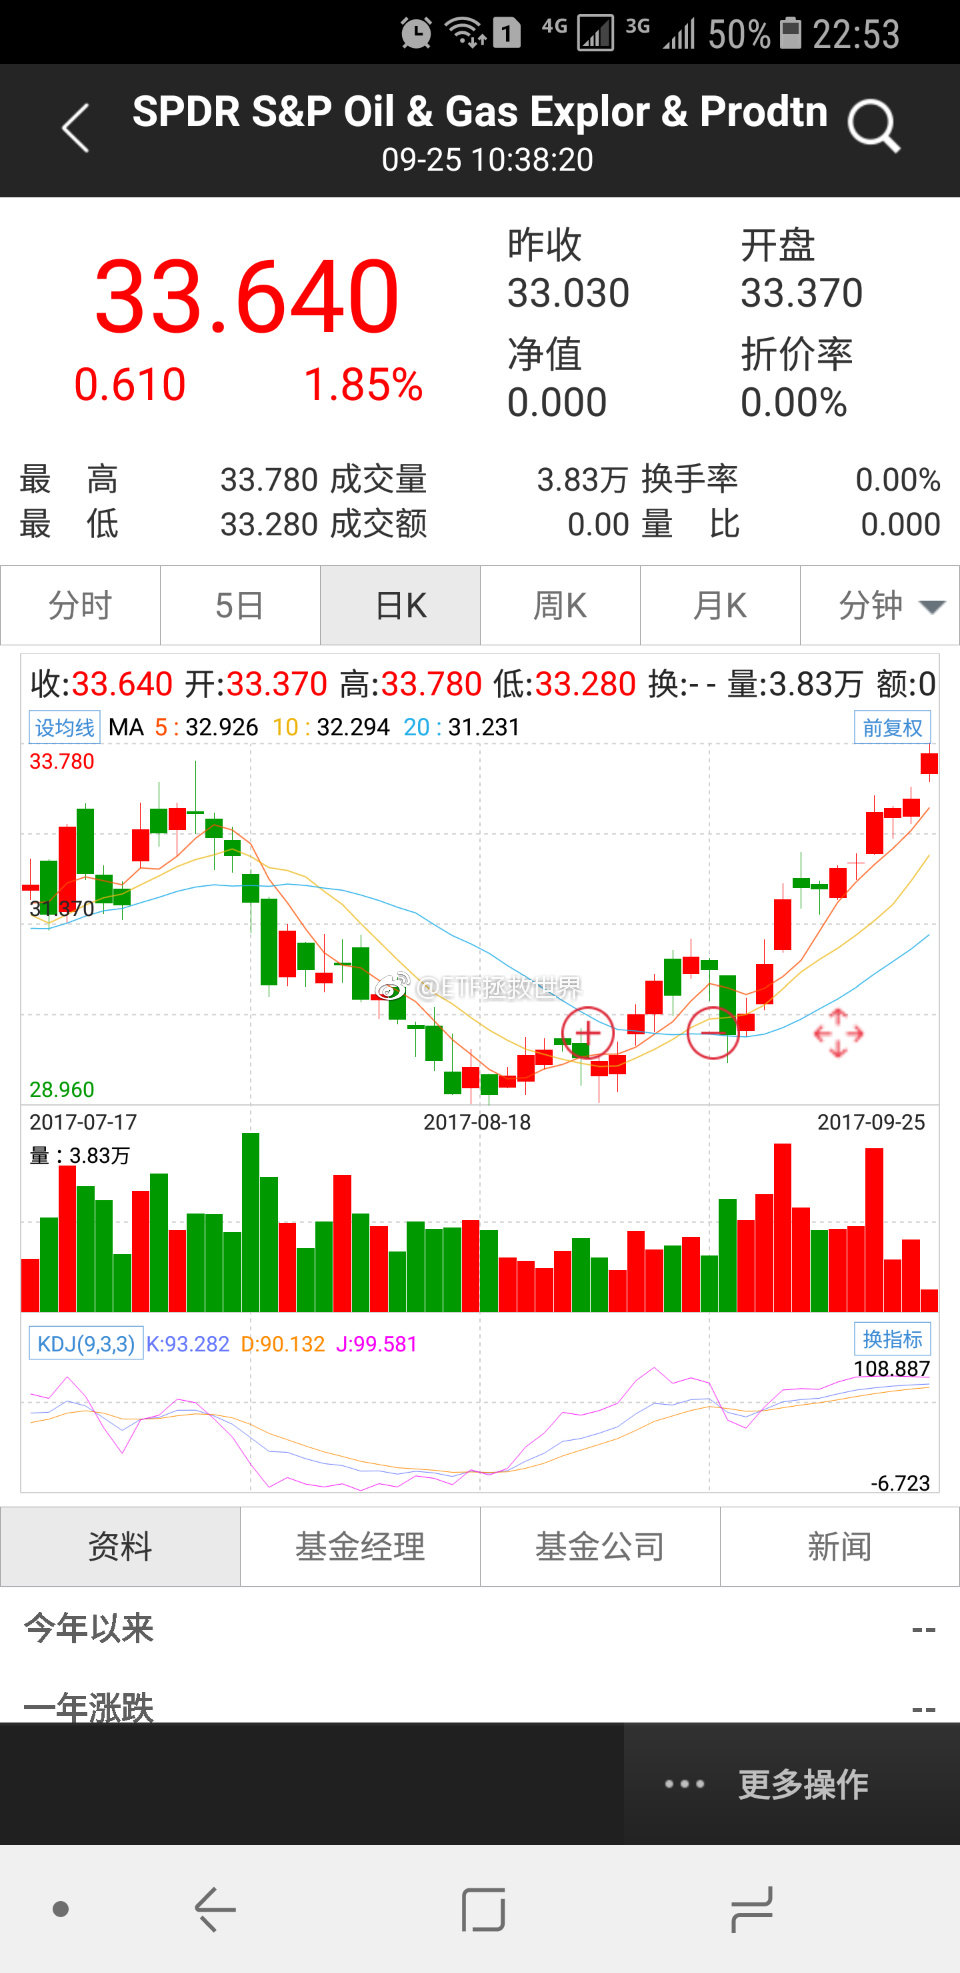 4G 3G 50% 22:53
1
SPDR S&P Oil & Gas Explor & Prodtn
09-25 10:38:20
33.640
0.610 1.85%
昨收 开盘
33.030 33.370
净值 折价率
0.000 0.00%
最 高 33.780 成交量 3.83万 换手率 0.00%
最 低 33.280 成交额 0.00 量 比 0.000
分时 5日 日K 周K 月K 分钟
收:33.640 开:33.370 高:33.780 低:33.280 换:-- 量:3.83万 额:0
设均线 MA 5:32.926 10:32.294 20:31.231 前复权
33.780
31.370
@ETF拯救世界
28.960
2017-07-17 2017-08-18 2017-09-25
量:3.83万
KDJ(9,3,3) K:93.282 D:90.132 J:99.581 换指标
108.887
-6.723
资料 基金经理 基金公司 新闻
今年以来 --
一年涨跌 --
··· 更多操作